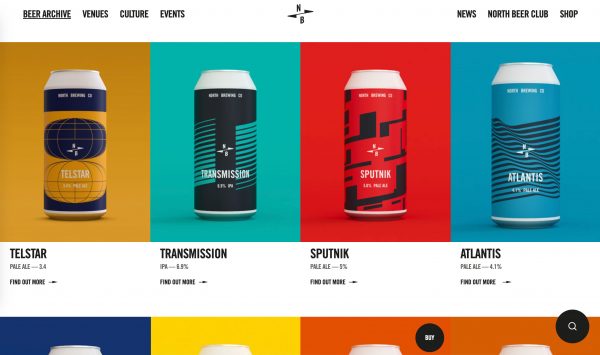 BEER ARCHIVE VENUES CULTURE EVENTS
N
B
NEWS NORTH BEER CLUB SHOP
NORTH BREWING CO
N
B
TELSTAR
PALE ALE
NORTH BREWING CO
N
B
TRANSMISSION
6.9% IPA
NORTH BREWING CO
N
B
SPUTNIK
5.0% PALE ALE
NORTH BREWING CO
N
B
ATLANTIS
4.1% PALE ALE
TELSTAR
PALE ALE — 3.4
FIND OUT MORE
TRANSMISSION
IPA — 6.9%
FIND OUT MORE
SPUTNIK
PALE ALE — 5%
FIND OUT MORE
ATLANTIS
PALE ALE — 4.1%
FIND OUT MORE
BUY